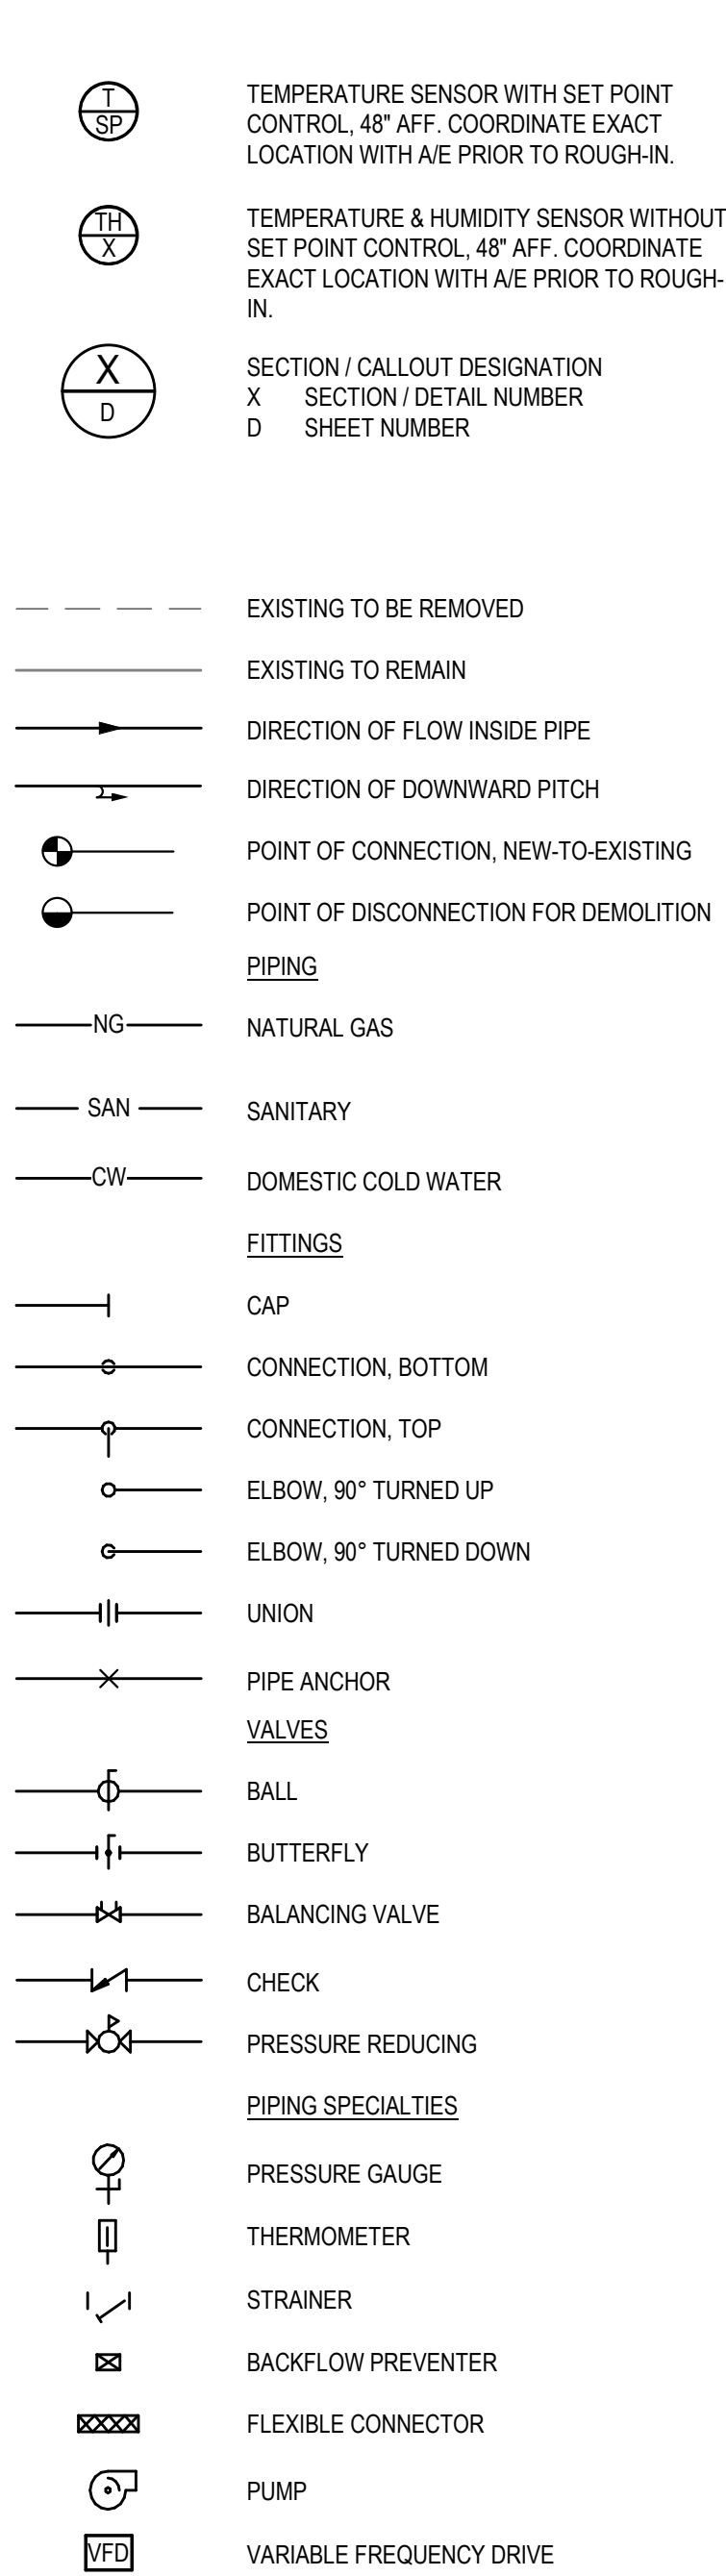 T
SP
TEMPERATURE SENSOR WITH SET POINT
CONTROL, 48" AFF. COORDINATE EXACT
LOCATION WITH A/E PRIOR TO ROUGH-IN.
TH
X
TEMPERATURE & HUMIDITY SENSOR WITHOUT
SET POINT CONTROL, 48" AFF. COORDINATE
EXACT LOCATION WITH A/E PRIOR TO ROUGH-
IN.
X
D
SECTION / CALLOUT DESIGNATION
X SECTION / DETAIL NUMBER
D SHEET NUMBER
EXISTING TO BE REMOVED
EXISTING TO REMAIN
DIRECTION OF FLOW INSIDE PIPE
DIRECTION OF DOWNWARD PITCH
POINT OF CONNECTION, NEW-TO-EXISTING
POINT OF DISCONNECTION FOR DEMOLITION
PIPING
NG NATURAL GAS
SAN SANITARY
CW DOMESTIC COLD WATER
FITTINGS
CAP
CONNECTION, BOTTOM
CONNECTION, TOP
ELBOW, 90° TURNED UP
ELBOW, 90° TURNED DOWN
UNION
PIPE ANCHOR
VALVES
BALL
BUTTERFLY
BALANCING VALVE
CHECK
PRESSURE REDUCING
PIPING SPECIALTIES
PRESSURE GAUGE
THERMOMETER
STRAINER
BACKFLOW PREVENTER
FLEXIBLE CONNECTOR
PUMP
VFD VARIABLE FREQUENCY DRIVE